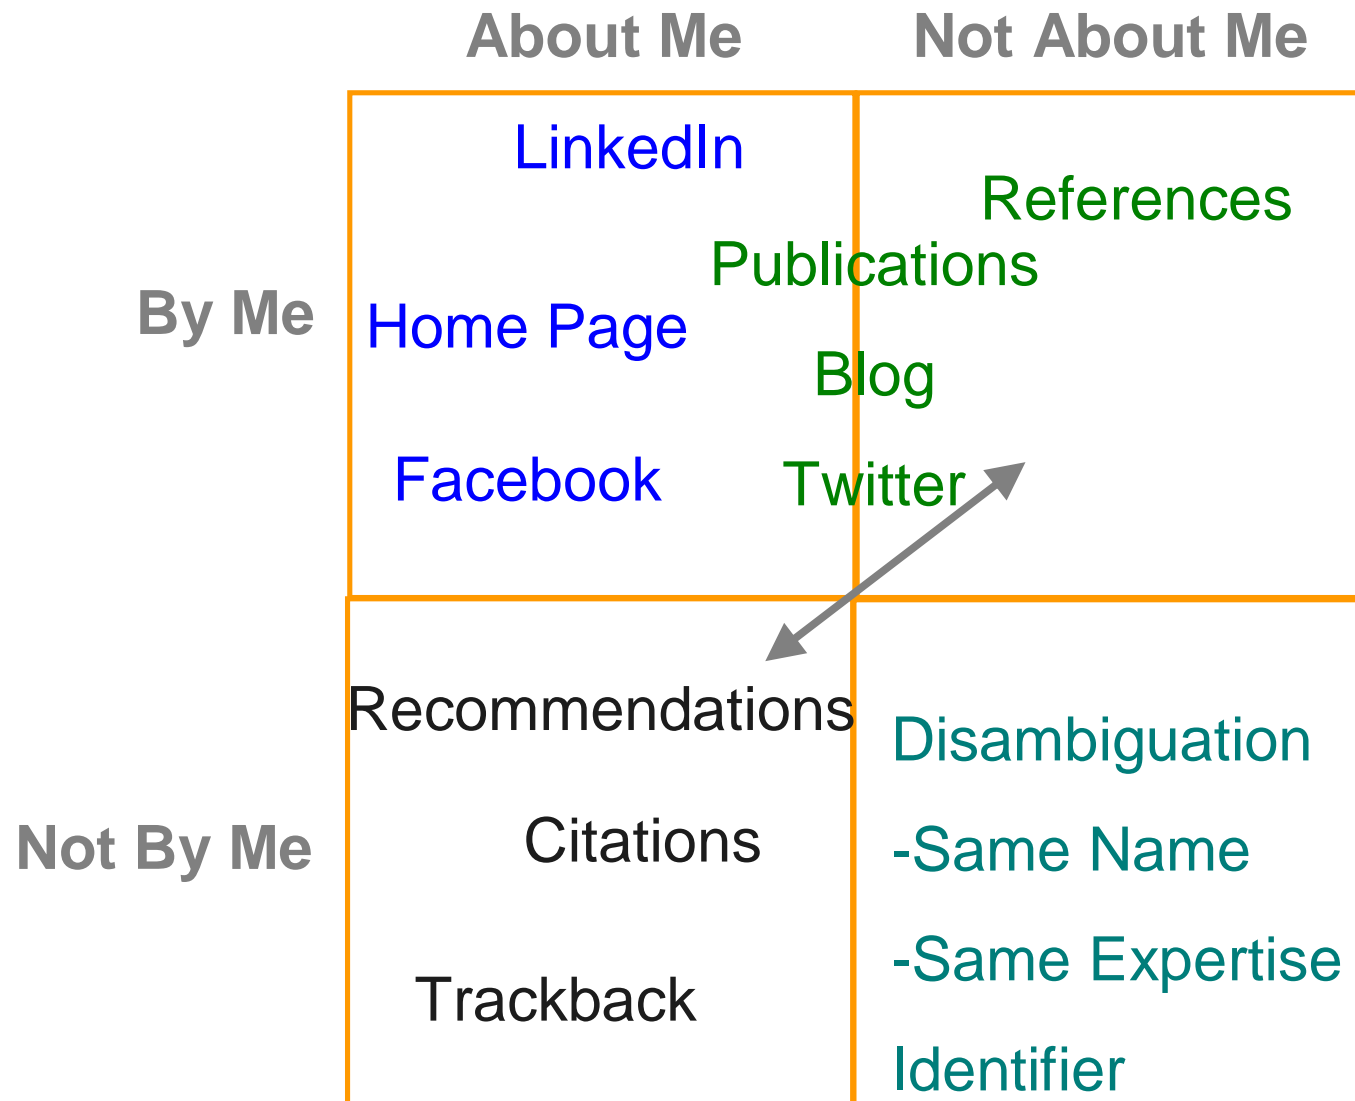 About Me
Not About Me
By Me
LinkedIn
References
Publications
Home Page
Blog
Facebook
Twitter
Not By Me
Recommendations
Citations
Trackback
Disambiguation
-Same Name
-Same Expertise
Identifier